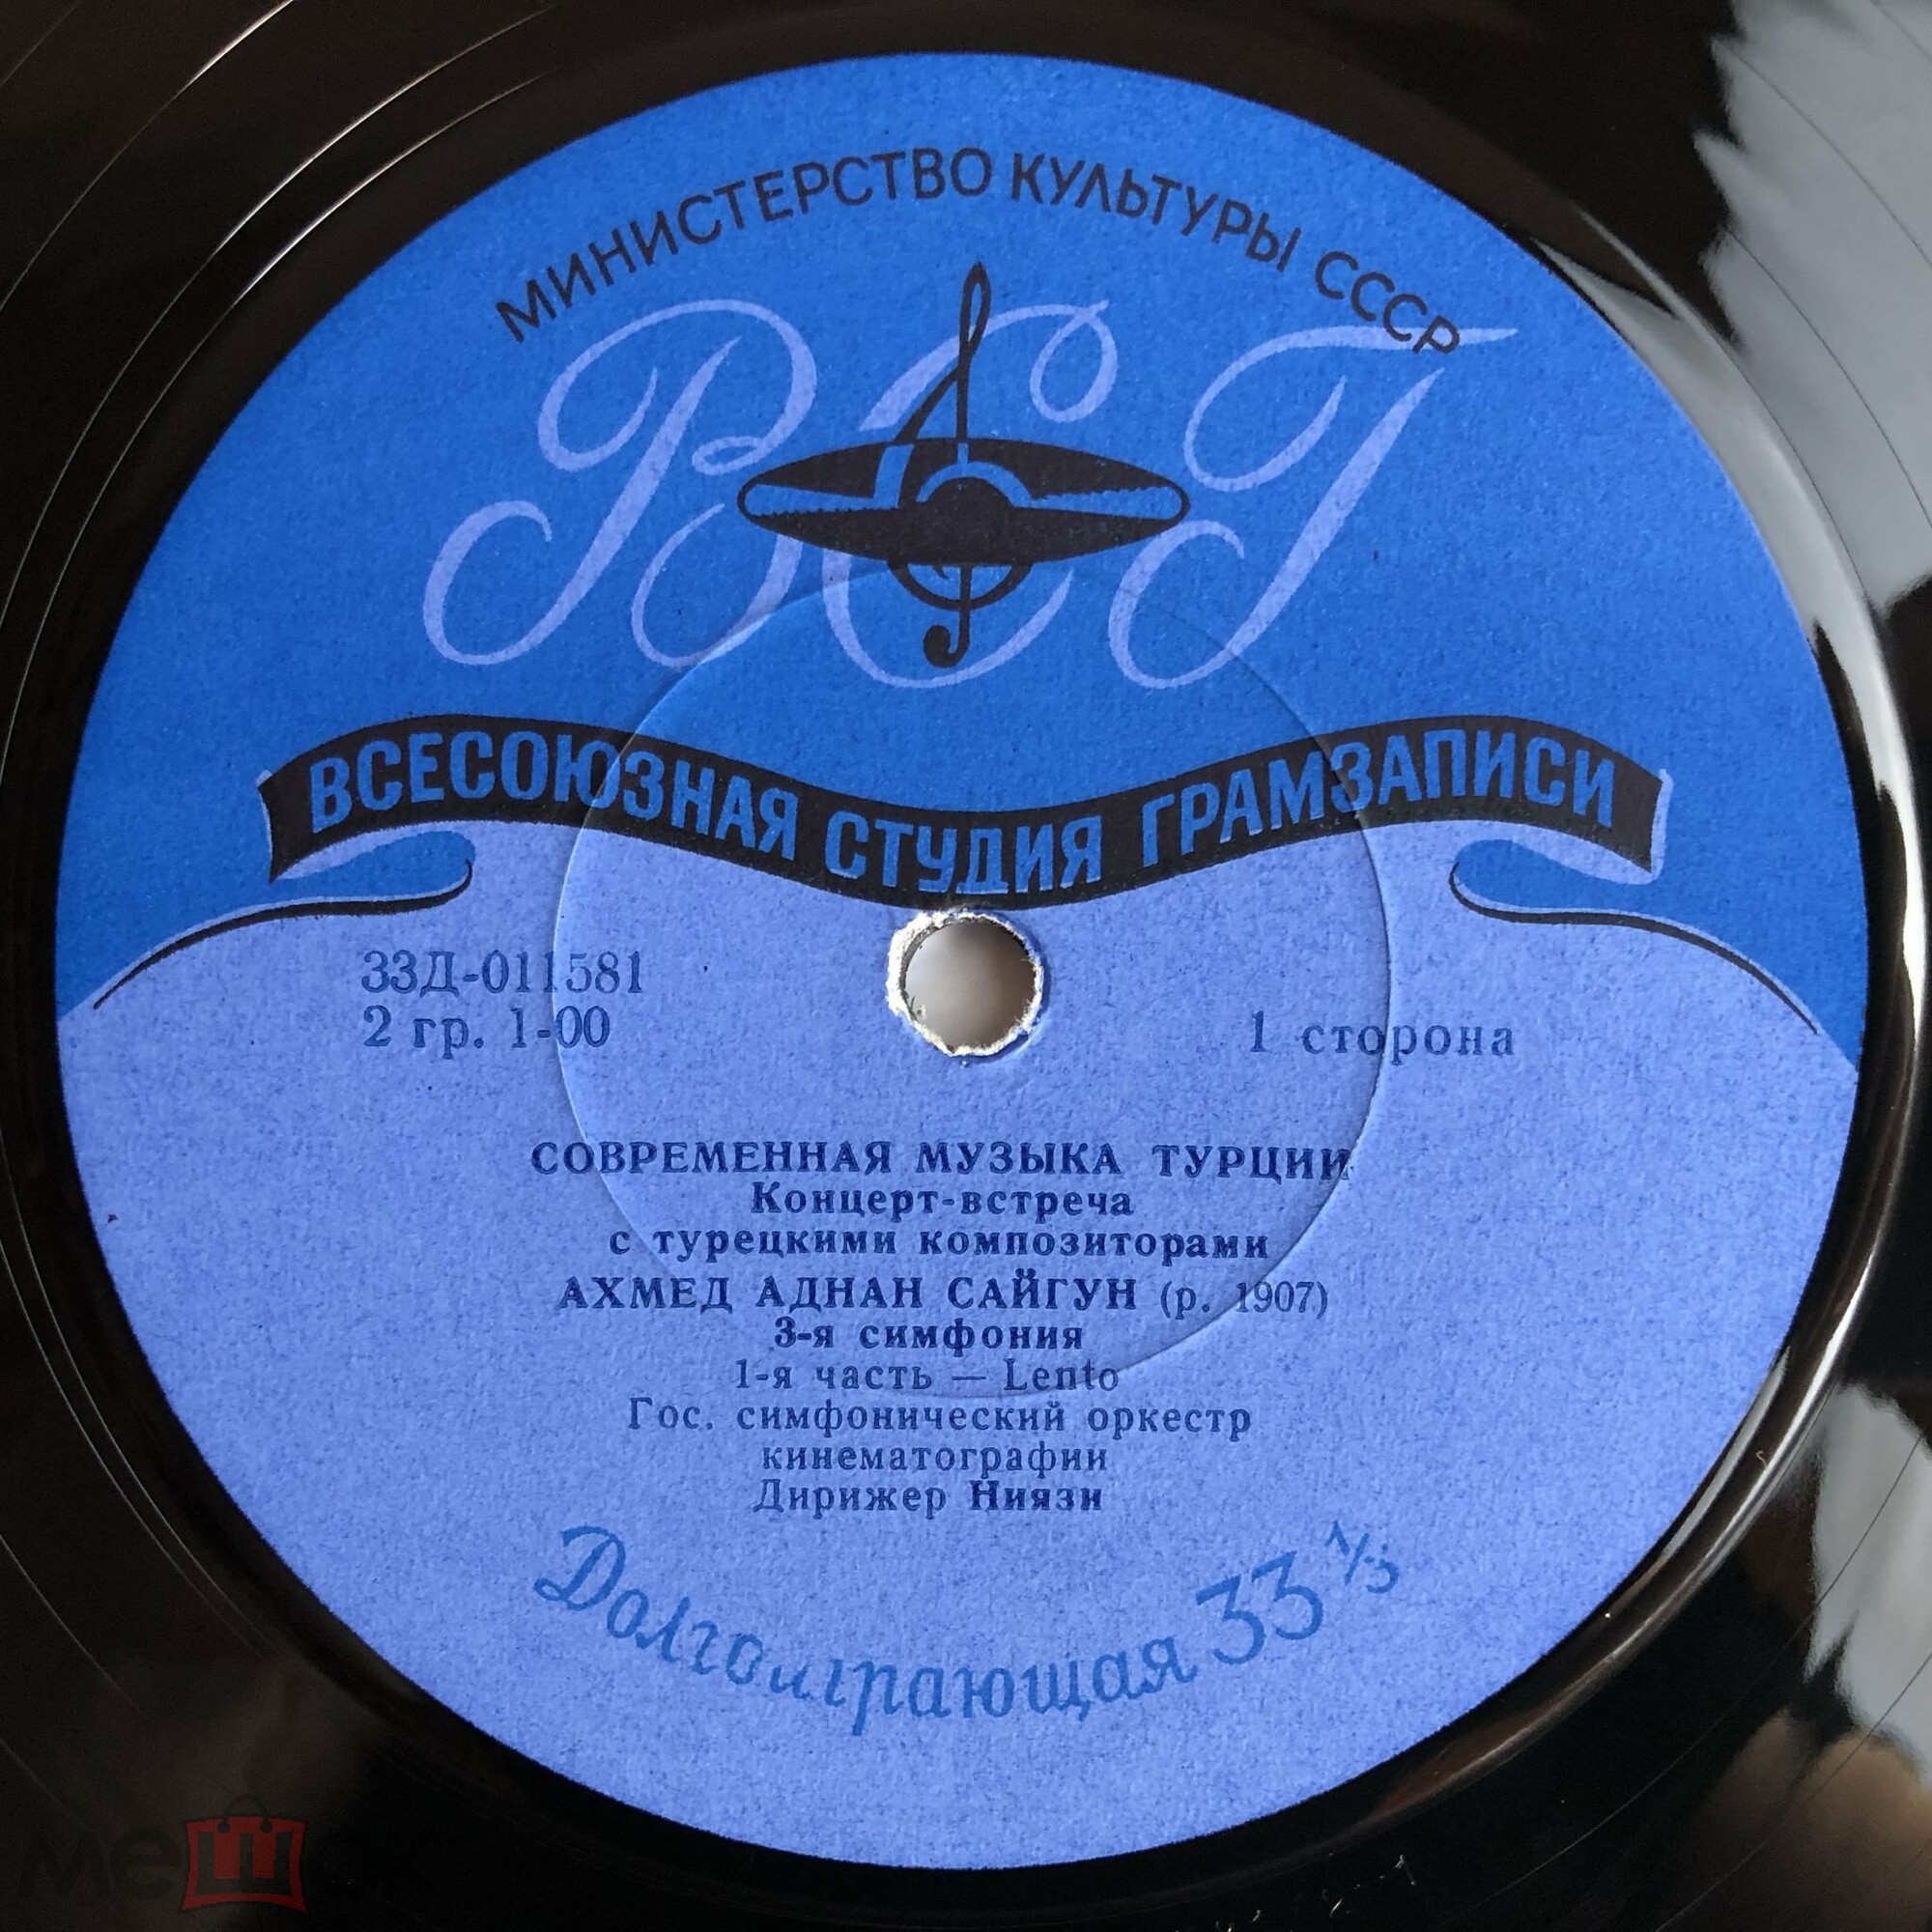 МИНИСТЕРСТВО КУЛЬТУРЫ СССР
ВСГ
ВСЕСОЮЗНАЯ СТУДИЯ ГРАМЗАПИСИ
33Д-011581
2 гр. 1-00
1 сторона
СОВРЕМЕННАЯ МУЗЫКА ТУРЦИИ
Концерт-встреча
с турецкими композиторами
АХМЕД АДНАН САЙГУН (р. 1907)
3-я симфония
1-я часть — Lento
Гос. симфонический оркестр
кинематографии
Дирижер Ниязи
Долгоиграющая 33 1/3
мешок